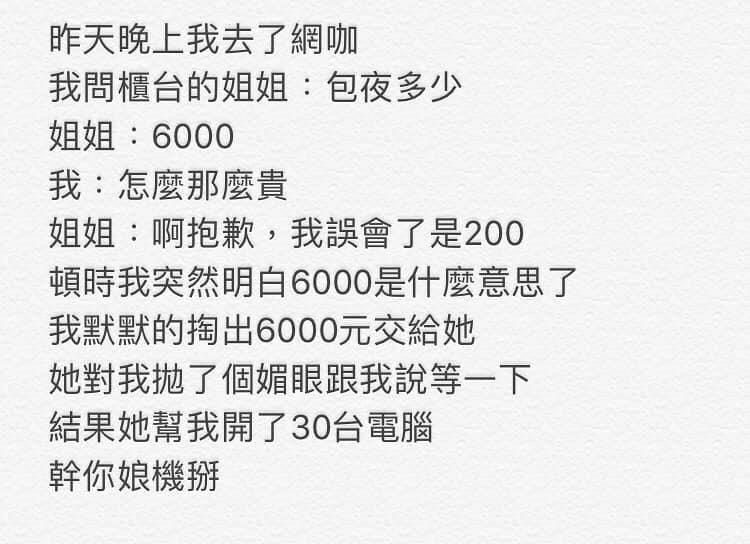 昨天晚上我去了網咖
我問櫃台的姐姐：包夜多少
姐姐：6000
我：怎麼那麼貴
姐姐：啊抱歉，我誤會了是200
頓時我突然明白6000是什麼意思了
我默默的掏出6000元交給她
她對我拋了個媚眼跟我說等一下
結果她幫我開了30台電腦
幹你娘機掰